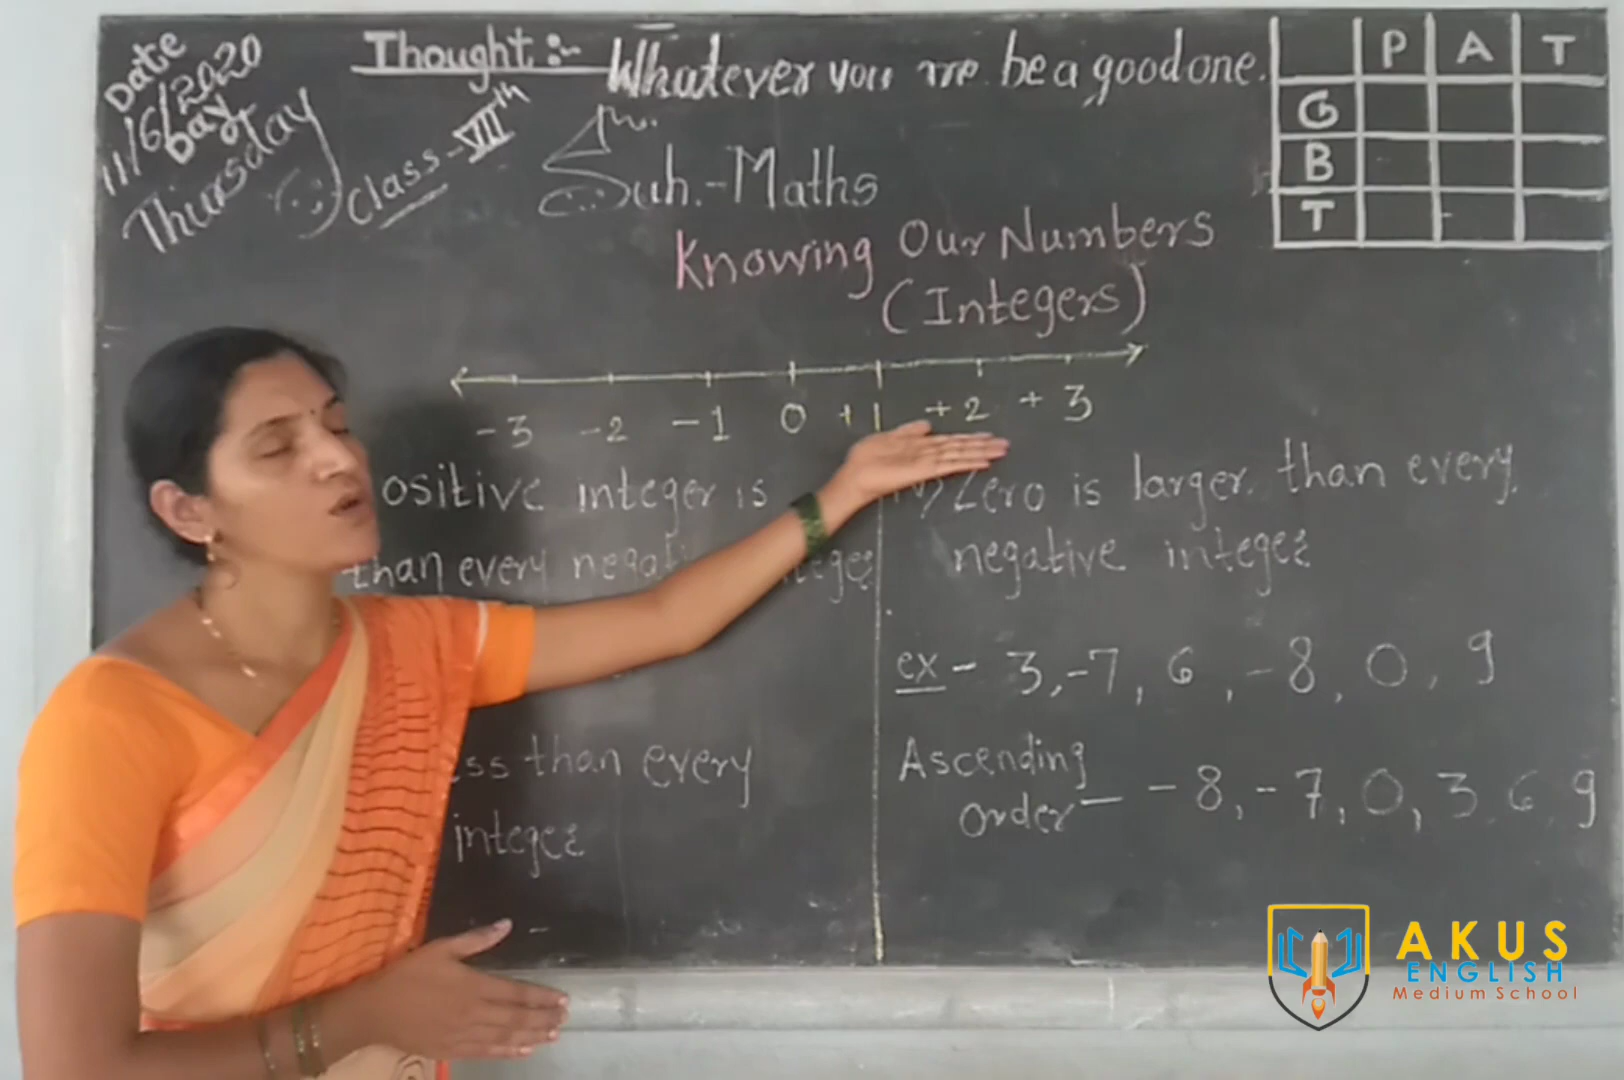 Date
11/6/2020
Day
Thursday
Class-VIIth
Thought:- Whatever you are be a good one.
Sub.-Maths
P A T
G
B
T
Knowing Our Numbers
(Integers)
-3 -2 -1 0 +1 +2 +3
ositive integer is
than every
less than every
integer
Zero is larger than every
negative integer
ex - 3, -7, 6, -8, 0, 9
Ascending
order - -8, -7, 0, 3 6 9
AKUS
ENGLISH
Medium School